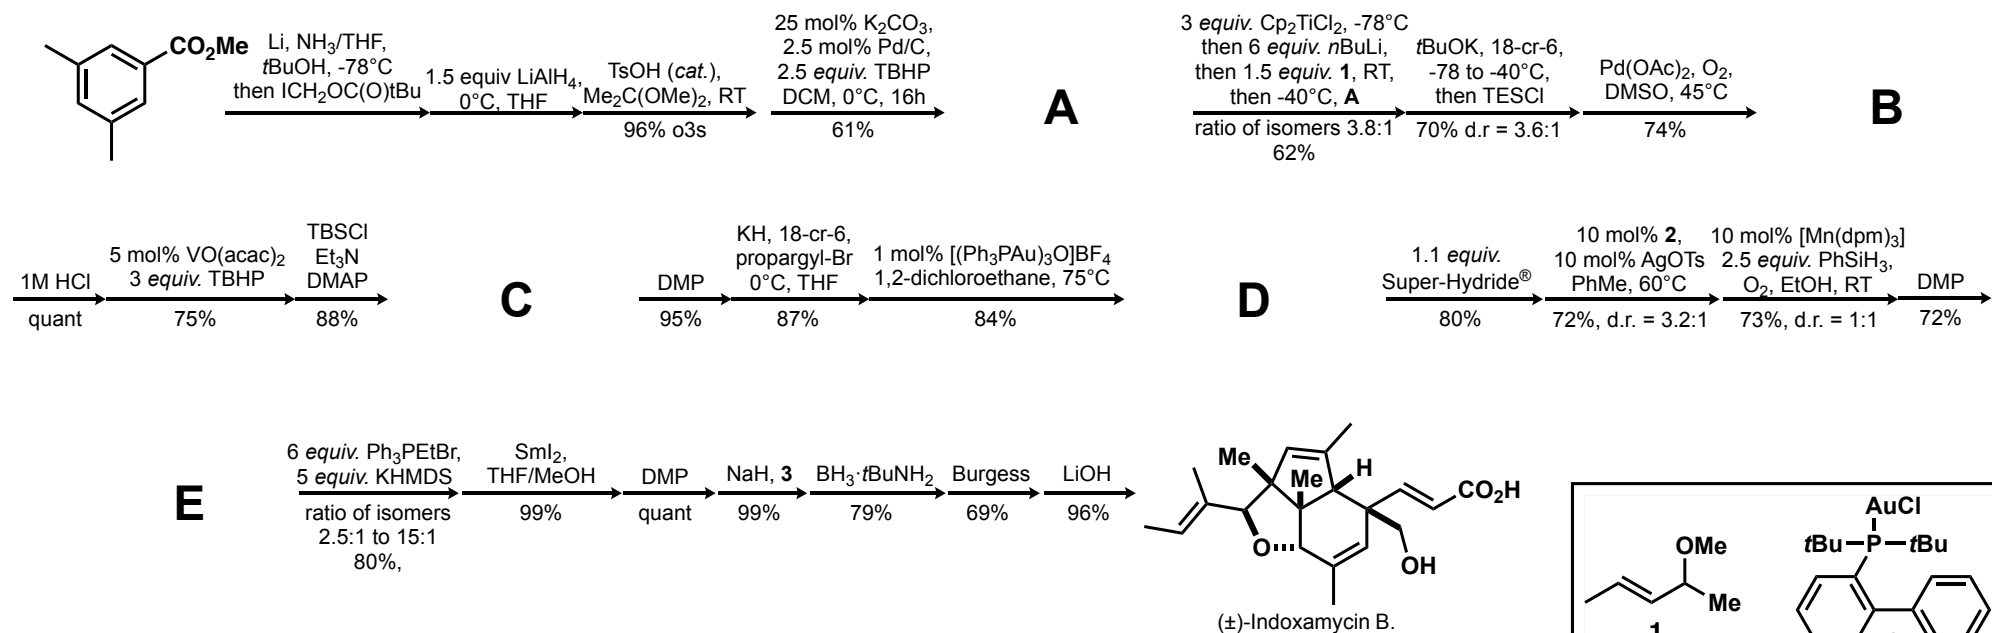 CO2Me
Li, NH3/THF,
tBuOH, -78°C
then ICH2OC(O)tBu
1.5 equiv LiAlH4,
0°C, THF
TsOH (cat.),
Me2C(OMe)2, RT
96% o3s
25 mol% K2CO3,
2.5 mol% Pd/C,
2.5 equiv. TBHP
DCM, 0°C, 16h
61%
A
3 equiv. Cp2TiCl2, -78°C
then 6 equiv. nBuLi,
then 1.5 equiv. 1, RT,
then -40°C, A
ratio of isomers 3.8:1
62%
tBuOK, 18-cr-6,
-78 to -40°C,
then TESCl
70% d.r = 3.6:1
Pd(OAc)2, O2,
DMSO, 45°C
74%
B
1M HCl
quant
5 mol% VO(acac)2
3 equiv. TBHP
75%
TBSCl
Et3N
DMAP
88%
C
DMP
95%
KH, 18-cr-6,
propargyl-Br
0°C, THF
87%
1 mol% [(Ph3PAu)3O]BF4
1,2-dichloroethane, 75°C
84%
D
1.1 equiv.
Super-Hydride®
80%
10 mol% 2,
10 mol% AgOTs
PhMe, 60°C
72%, d.r. = 3.2:1
10 mol% [Mn(dpm)3]
2.5 equiv. PhSiH3,
O2, EtOH, RT
73%, d.r. = 1:1
DMP
72%
E
6 equiv. Ph3PEtBr,
5 equiv. KHMDS
ratio of isomers
2.5:1 to 15:1
80%,
SmI2,
THF/MeOH
99%
DMP
quant
NaH, 3
99%
BH3·tBuNH2
79%
Burgess
69%
LiOH
96%
Me
Me
H
CO2H
O
OH
(±)-Indoxamycin B.
OMe
Me
1
AuCl
tBu P tBu